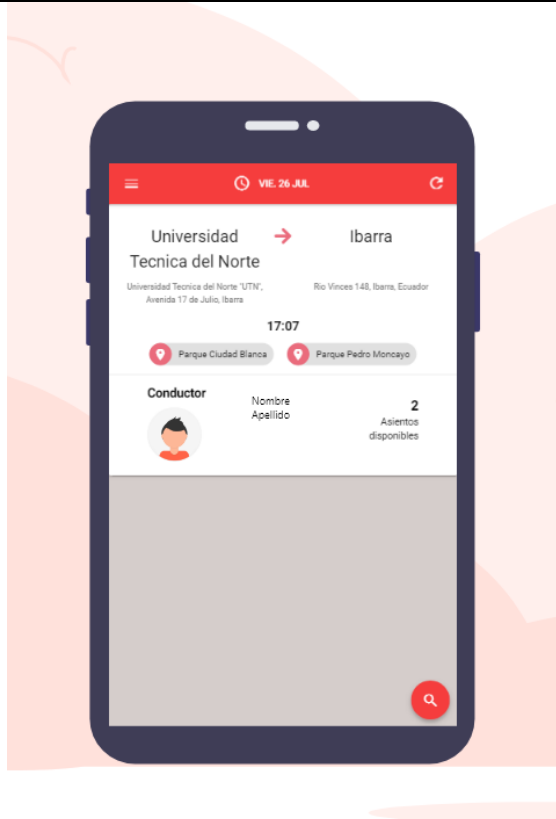 VIE. 26 JUL.
Universidad
Tecnica del Norte
Ibarra
Universidad Tecnica del Norte "UTN",
Avenida 17 de Julio, Ibarra
Rio Vinces 148, Ibarra, Ecuador
17:07
Parque Ciudad Blanca
Parque Pedro Moncayo
Conductor
Nombre
Apellido
2
Asientos
disponibles